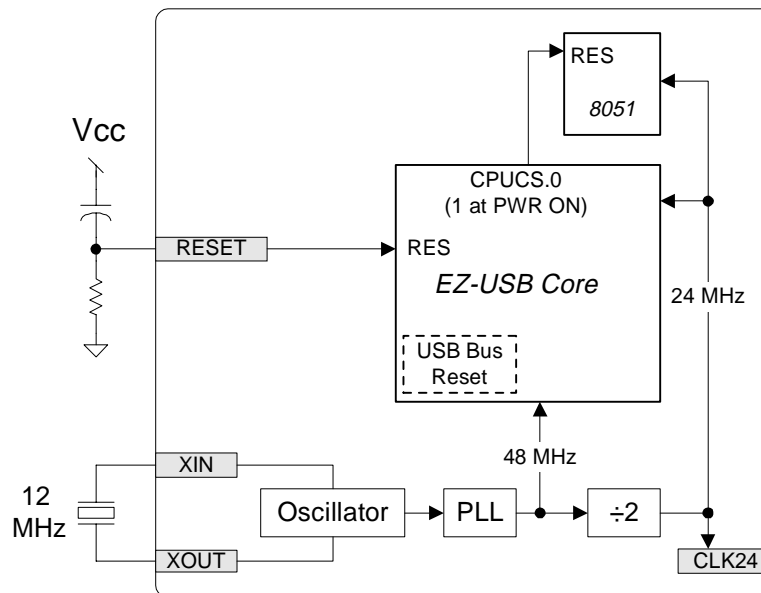 RES
8051
Vcc
CPUCS.0
(1 at PWR ON)
RESET
RES
EZ-USB Core
24 MHz
USB Bus
Reset
XIN
48 MHz
12
MHz
Oscillator
PLL
÷2
XOUT
CLK24